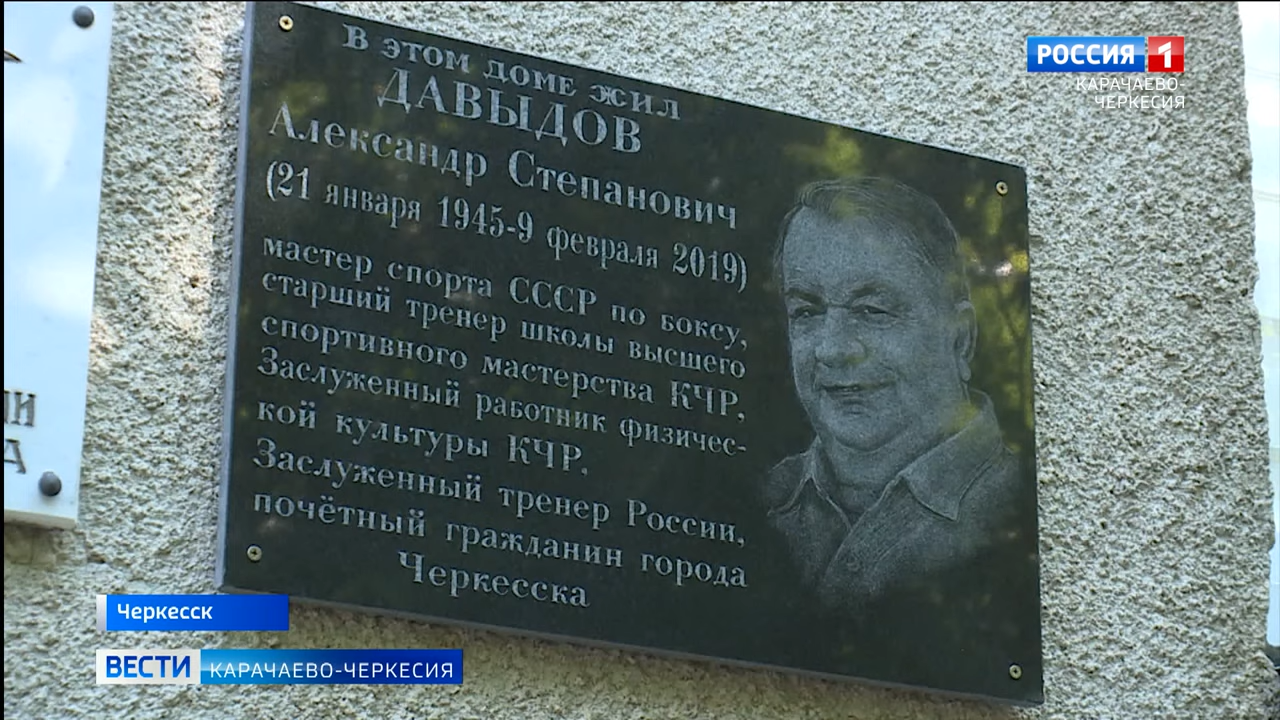 В ЭТОМ ДОМЕ ЖИЛ
ДАВЫДОВ
Александр Степанович
(21 января 1945-9 февраля 2019)
мастер спорта СССР по боксу,
старший тренер школы высшего
спортивного мастерства КЧР,
Заслуженный работник физичес-
кой культуры КЧР.
Заслуженный тренер России,
почётный гражданин города
Черкесска
РОССИЯ 1
КАРАЧАЕВО-
ЧЕРКЕСИЯ
Черкесск
ВЕСТИ КАРАЧАЕВО-ЧЕРКЕСИЯ